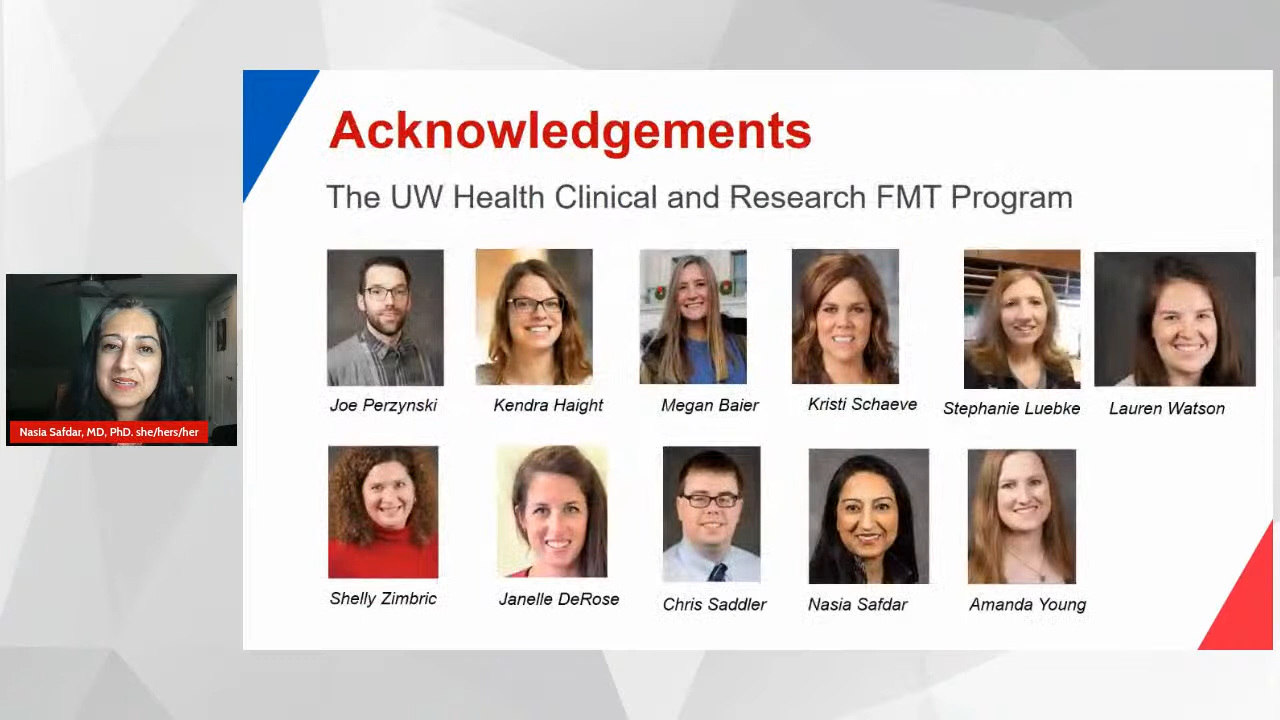 Acknowledgements
The UW Health Clinical and Research FMT Program
Joe Perzynski
Kendra Haight
Megan Baier
Kristi Schaeve
Stephanie Luebke
Lauren Watson
Nasia Safdar, MD, PhD. she/hers/her
Shelly Zimbric
Janelle DeRose
Chris Saddler
Nasia Safdar
Amanda Young